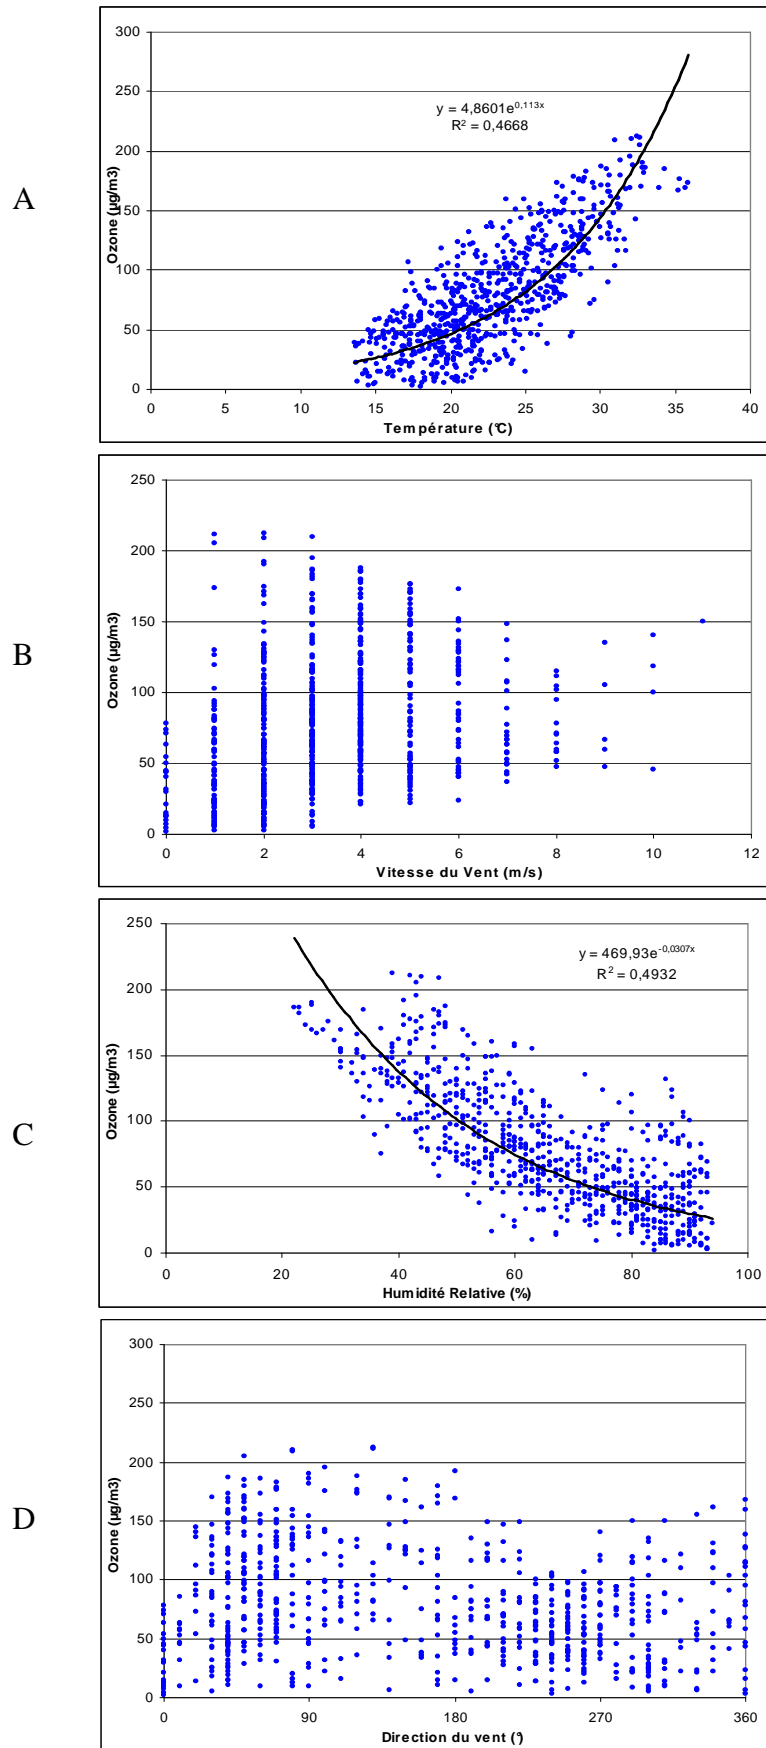 A
300
250
200
150
100
50
0
Ozone (µg/m3)
y = 4,8601e^0,113x
R² = 0,4668
0 5 10 15 20 25 30 35 40
Température (°C)
B
250
200
150
100
50
0
Ozone (µg/m3)
0 2 4 6 8 10 12
Vitesse du Vent (m/s)
C
250
200
150
100
50
0
Ozone (µg/m3)
y = 469,93e^-0,0307x
R² = 0,4932
0 20 40 60 80 100
Humidité Relative (%)
D
300
250
200
150
100
50
0
Ozone (µg/m3)
0 90 180 270 360
Direction du vent (°)